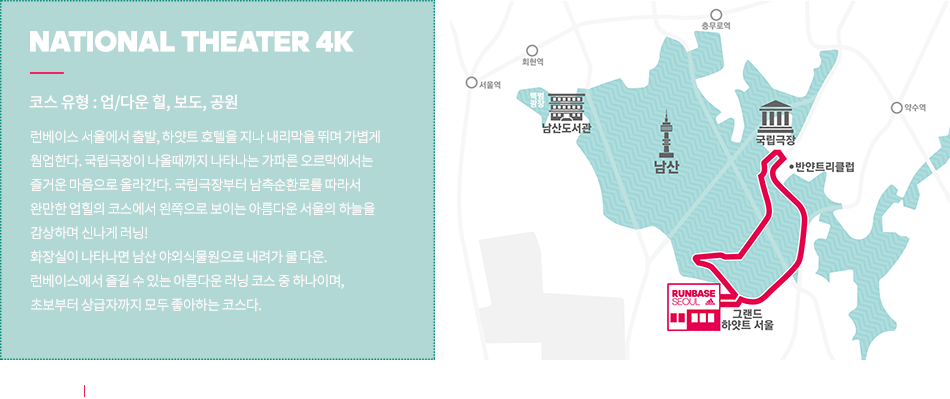 NATIONAL THEATER 4K
코스 유형 : 업/다운 힐, 보도, 공원
런베이스 서울에서 출발, 하얏트 호텔을 지나 내리막을 뛰며 가볍게
웜업한다. 국립극장이 나올때까지 나타나는 가파른 오르막에서는
즐거운 마음으로 올라간다. 국립극장부터 남측순환로를 따라서
완만한 업힐의 코스에서 왼쪽으로 보이는 아름다운 서울의 하늘을
감상하며 신나게 러닝!
화장실이 나타나면 남산 야외식물원으로 내려가 쿨 다운.
런베이스에서 즐길 수 있는 아름다운 러닝 코스 중 하나이며,
초보부터 상급자까지 모두 좋아하는 코스다.
충무로역
회현역
서울역
백범
광장
남산도서관
남산
국립극장
약수역
반얀트리클럽
RUNBASE
SEOUL
그랜드
하얏트 서울